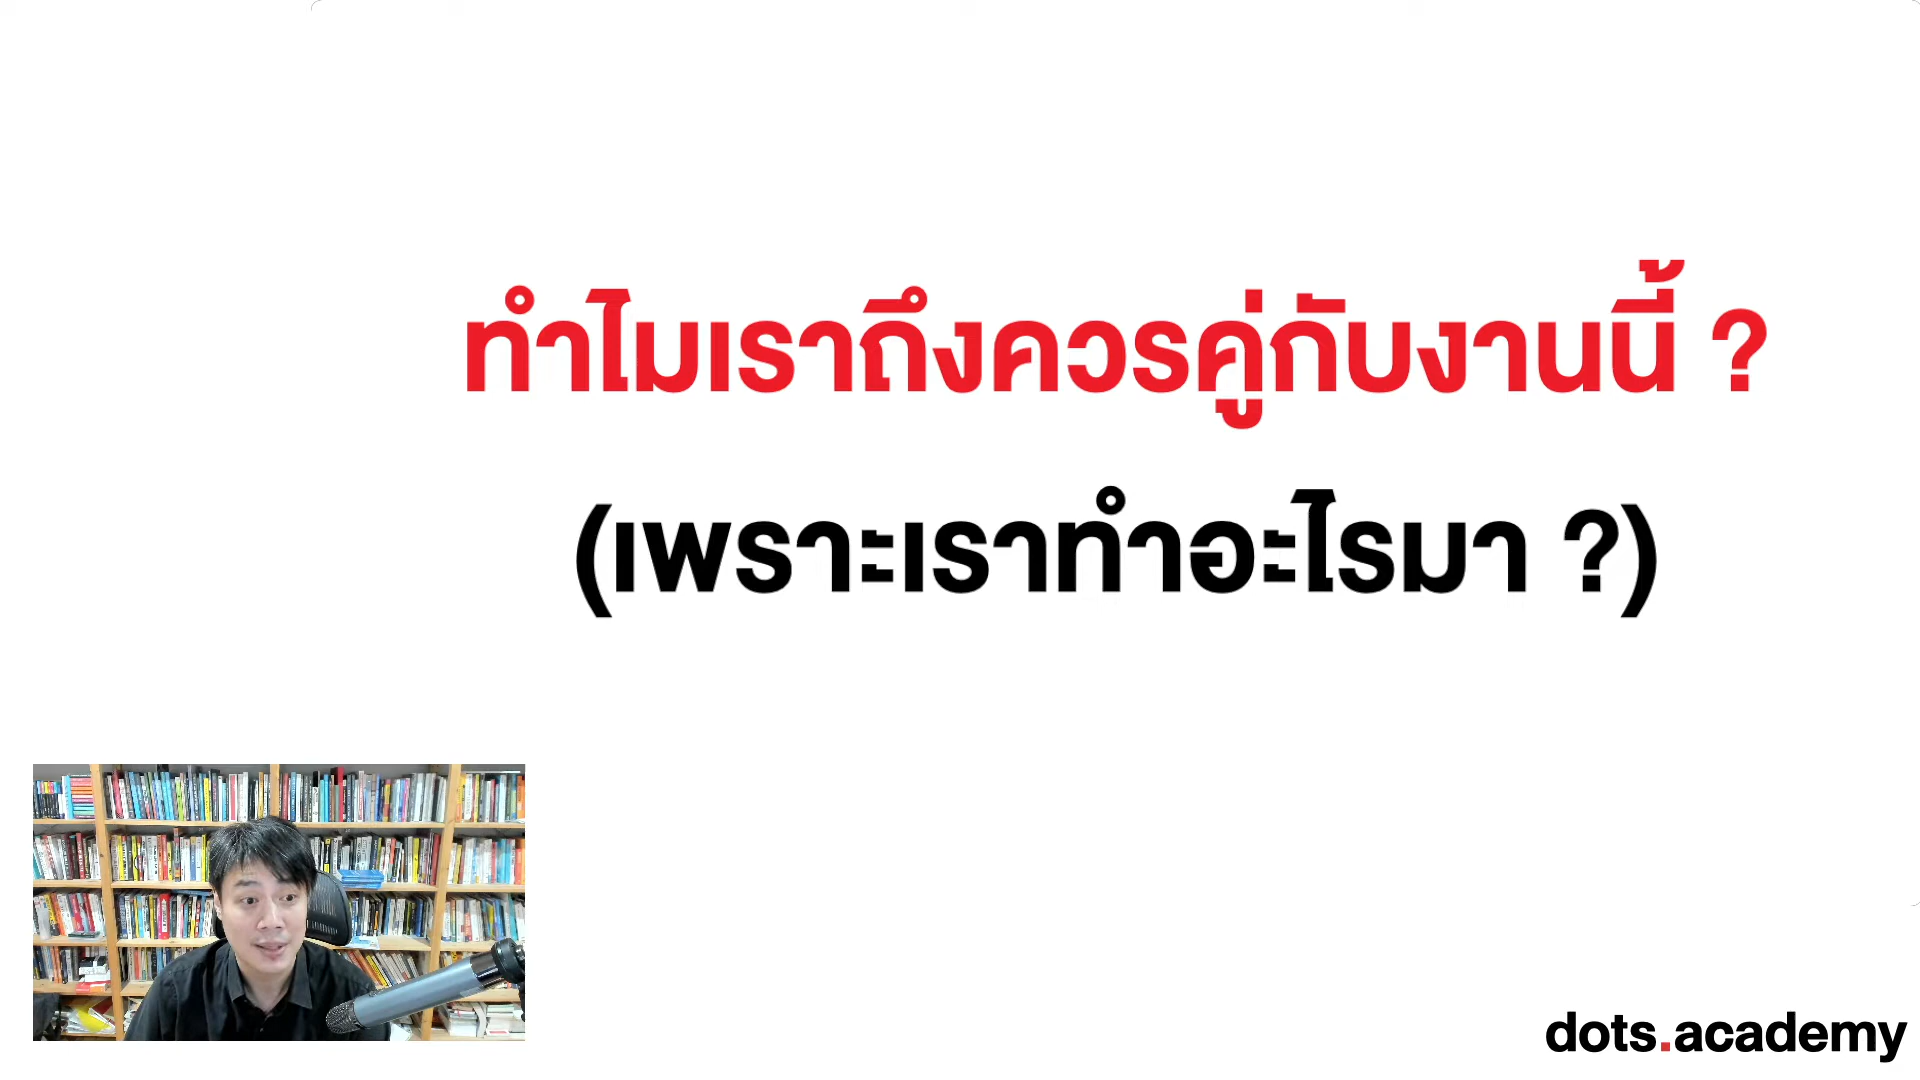 ทำไมเราถึงควรคู่กับงานนี้ ?
(เพราะเราทำอะไรมา ?)
dots.academy